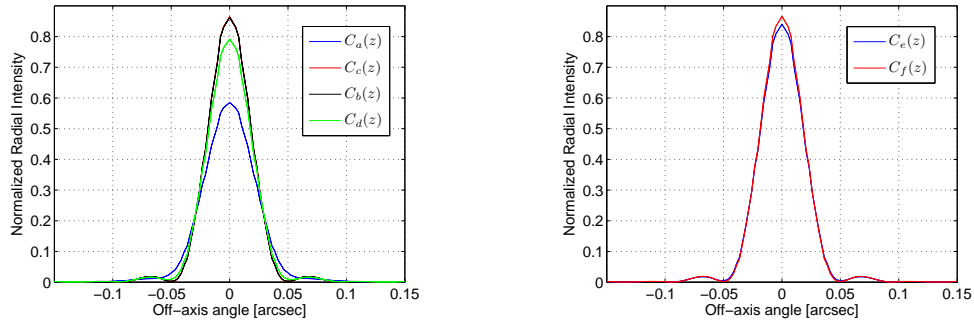 0.8
0.7
0.6
0.5
0.4
0.3
0.2
0.1
0
Normalized Radial Intensity
−0.1 −0.05 0 0.05 0.1 0.15
Off−axis angle [arcsec]
C_a(z)
C_c(z)
C_b(z)
C_d(z)
0.8
0.7
0.6
0.5
0.4
0.3
0.2
0.1
0
Normalized Radial Intensity
−0.1 −0.05 0 0.05 0.1 0.15
Off−axis angle [arcsec]
C_e(z)
C_f(z)